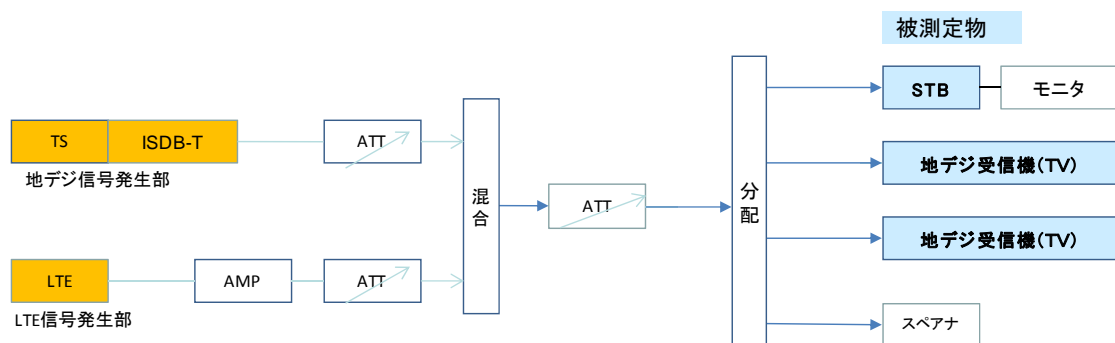 被測定物
STB
モニタ
TS
ISDB-T
ATT
地デジ信号発生部
混合
ATT
分配
地デジ受信機(TV)
地デジ受信機(TV)
LTE
AMP
ATT
LTE信号発生部
スペアナ